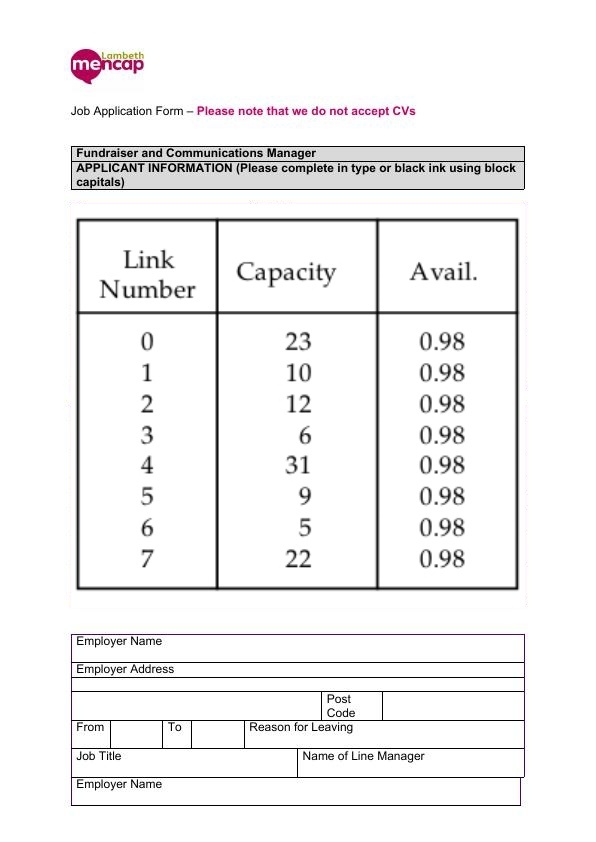 Lambeth
mencap
Job Application Form – Please note that we do not accept CVs
Fundraiser and Communications Manager
APPLICANT INFORMATION (Please complete in type or black ink using block
capitals)
Link Number Capacity Avail.
0 23 0.98
1 10 0.98
2 12 0.98
3 6 0.98
4 31 0.98
5 9 0.98
6 5 0.98
7 22 0.98
Employer Name
Employer Address
Post
Code
From To Reason for Leaving
Job Title Name of Line Manager
Employer Name